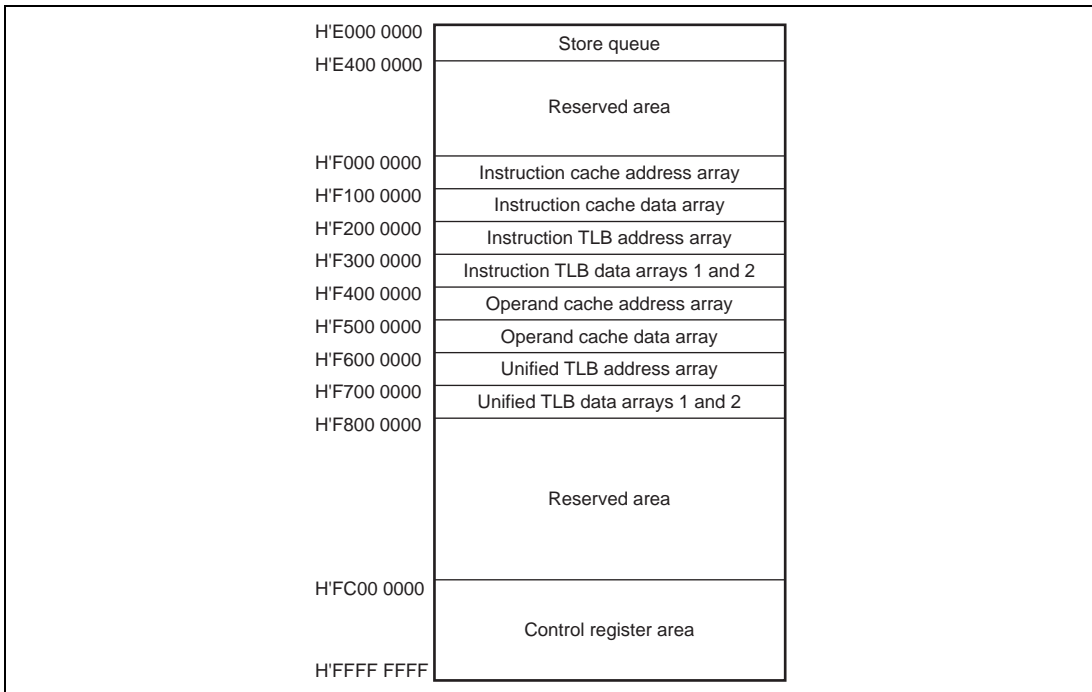 H'E000 0000
Store queue
H'E400 0000
Reserved area
H'F000 0000
Instruction cache address array
H'F100 0000
Instruction cache data array
H'F200 0000
Instruction TLB address array
H'F300 0000
Instruction TLB data arrays 1 and 2
H'F400 0000
Operand cache address array
H'F500 0000
Operand cache data array
H'F600 0000
Unified TLB address array
H'F700 0000
Unified TLB data arrays 1 and 2
H'F800 0000
Reserved area
H'FC00 0000
Control register area
H'FFFF FFFF